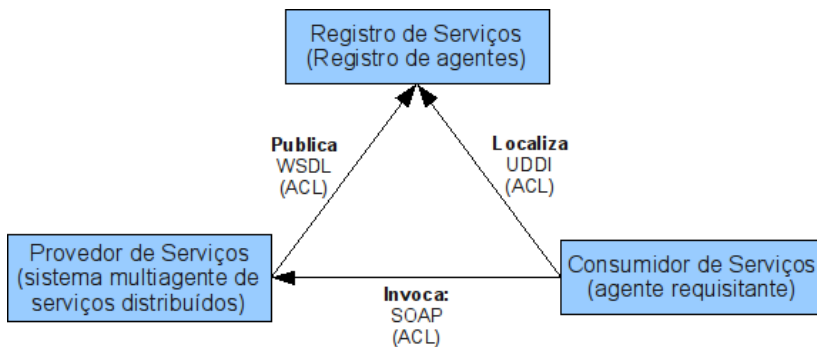 Registro de Serviços
(Registro de agentes)
Publica
WSDL
(ACL)
Localiza
UDDI
(ACL)
Provedor de Serviços
(sistema multiagente de
serviços distribuídos)
Consumidor de Serviços
(agente requisitante)
Invoca:
SOAP
(ACL)